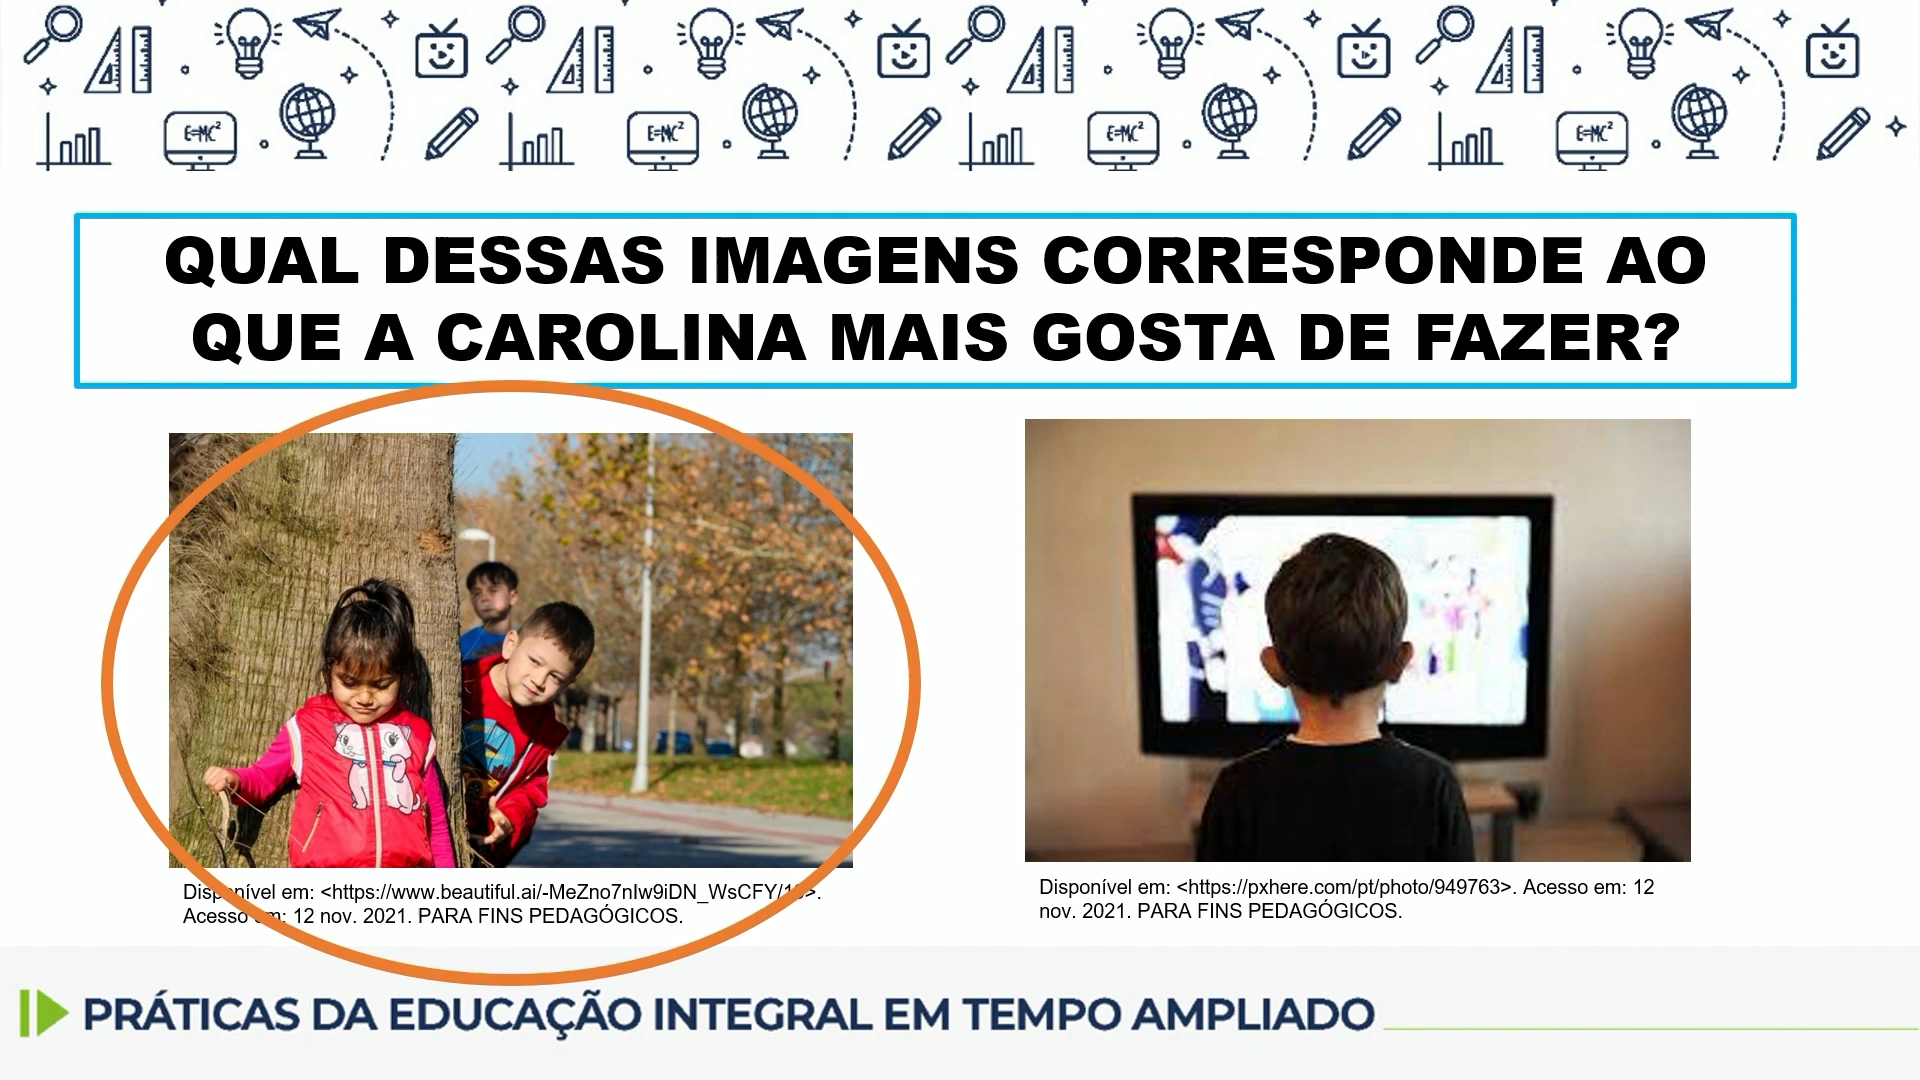 E=MC²
E=MC²
E=MC²
E=MC²
QUAL DESSAS IMAGENS CORRESPONDE AO
QUE A CAROLINA MAIS GOSTA DE FAZER?
Disponível em: <https://www.beautiful.ai/-MeZno7nIw9iDN_WsCFY/
Acesso em: 12 nov. 2021. PARA FINS PEDAGÓGICOS.
Disponível em: <https://pxhere.com/pt/photo/949763>. Acesso em: 12
nov. 2021. PARA FINS PEDAGÓGICOS.
PRÁTICAS DA EDUCAÇÃO INTEGRAL EM TEMPO AMPLIADO